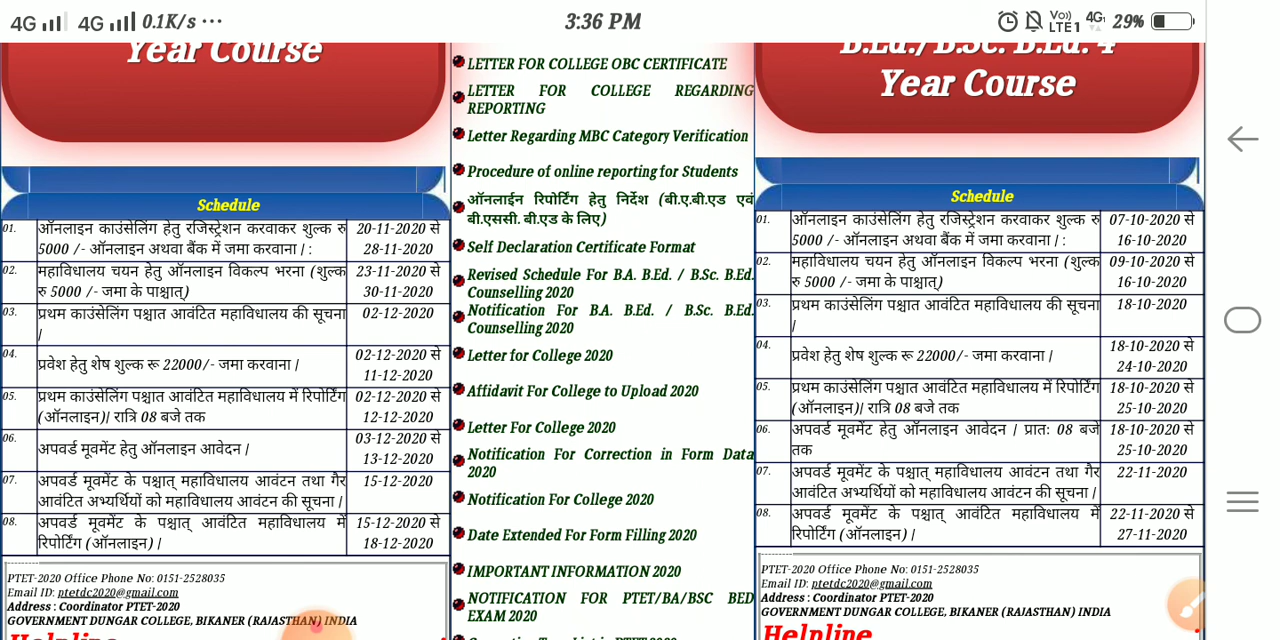 4G 4G 0.1K/s ... 3:36 PM Vo)) LTE1 4G 29%
Year Course
Schedule
01. ऑनलाइन काउंसेलिंग हेतु रजिस्ट्रेशन करवाकर शुल्क रु 20-11-2020 से
5000 /- ऑनलाइन अथवा बैंक में जमा करवाना | : 28-11-2020
02. महाविधालय चयन हेतु ऑनलाइन विकल्प भरना (शुल्क 23-11-2020 से
रु 5000 /- जमा के पाश्चात्) 30-11-2020
03. प्रथम काउंसेलिंग पश्चात आवंटित महाविधालय की सूचना 02-12-2020
|
04. प्रवेश हेतु शेष शुल्क रू 22000/- जमा करवाना | 02-12-2020 से
11-12-2020
05. प्रथम काउंसेलिंग पश्चात आवंटित महाविधालय में रिपोर्टिंग 02-12-2020 से
(ऑनलाइन)| रात्रि 08 बजे तक 12-12-2020
06. अपवर्ड मूवमेंट हेतु ऑनलाइन आवेदन | 03-12-2020 से
13-12-2020
07. अपवर्ड मूवमेंट के पश्चात् महाविधालय आवंटन तथा गैर 15-12-2020
आवंटित अभ्यर्थियों को महाविधालय आवंटन की सूचना |
08. अपवर्ड मूवमेंट के पश्चात् आवंटित महाविधालय में 15-12-2020 से
रिपोर्टिंग (ऑनलाइन) | 18-12-2020
PTET-2020 Office Phone No: 0151-2528035
Email ID: ptetdc2020@gmail.com
Address : Coordinator PTET-2020
GOVERNMENT DUNGAR COLLEGE, BIKANER (RAJASTHAN) INDIA
Helpline
LETTER FOR COLLEGE OBC CERTIFICATE
LETTER FOR COLLEGE REGARDING
REPORTING
Letter Regarding MBC Category Verification
Procedure of online reporting for Students
ऑनलाईन रिपोर्टिंग हेतु निर्देश (बी.ए.बी.एड एवं
बी.एससी. बी.एड के लिए)
Self Declaration Certificate Format
Revised Schedule For B.A. B.Ed. / B.Sc. B.Ed.
Counselling 2020
Notification For B.A. B.Ed. / B.Sc. B.Ed.
Counselling 2020
Letter for College 2020
Affidavit For College to Upload 2020
Letter For College 2020
Notification For Correction in Form Data
2020
Notification For College 2020
Date Extended For Form Filling 2020
IMPORTANT INFORMATION 2020
NOTIFICATION FOR PTET/BA/BSC BED
EXAM 2020
B.Ed./B.Sc. B.Ed. 4
Year Course
Schedule
01. ऑनलाइन काउंसेलिंग हेतु रजिस्ट्रेशन करवाकर शुल्क रु 07-10-2020 से
5000 /- ऑनलाइन अथवा बैंक में जमा करवाना | : 16-10-2020
02. महाविधालय चयन हेतु ऑनलाइन विकल्प भरना (शुल्क 09-10-2020 से
रु 5000 /- जमा के पाश्चात्) 16-10-2020
03. प्रथम काउंसेलिंग पश्चात आवंटित महाविधालय की सूचना 18-10-2020
|
04. प्रवेश हेतु शेष शुल्क रू 22000/- जमा करवाना | 18-10-2020 से
24-10-2020
05. प्रथम काउंसेलिंग पश्चात आवंटित महाविधालय में रिपोर्टिंग 18-10-2020 से
(ऑनलाइन)| रात्रि 08 बजे तक 25-10-2020
06. अपवर्ड मूवमेंट हेतु ऑनलाइन आवेदन | प्रात: 08 बजे 18-10-2020 से
तक 25-10-2020
07. अपवर्ड मूवमेंट के पश्चात् महाविधालय आवंटन तथा गैर 22-11-2020
आवंटित अभ्यर्थियों को महाविधालय आवंटन की सूचना |
08. अपवर्ड मूवमेंट के पश्चात् आवंटित महाविधालय में 22-11-2020 से
रिपोर्टिंग (ऑनलाइन) | 27-11-2020
PTET-2020 Office Phone No: 0151-2528035
Email ID: ptetdc2020@gmail.com
Address : Coordinator PTET-2020
GOVERNMENT DUNGAR COLLEGE, BIKANER (RAJASTHAN) INDIA
Helpline